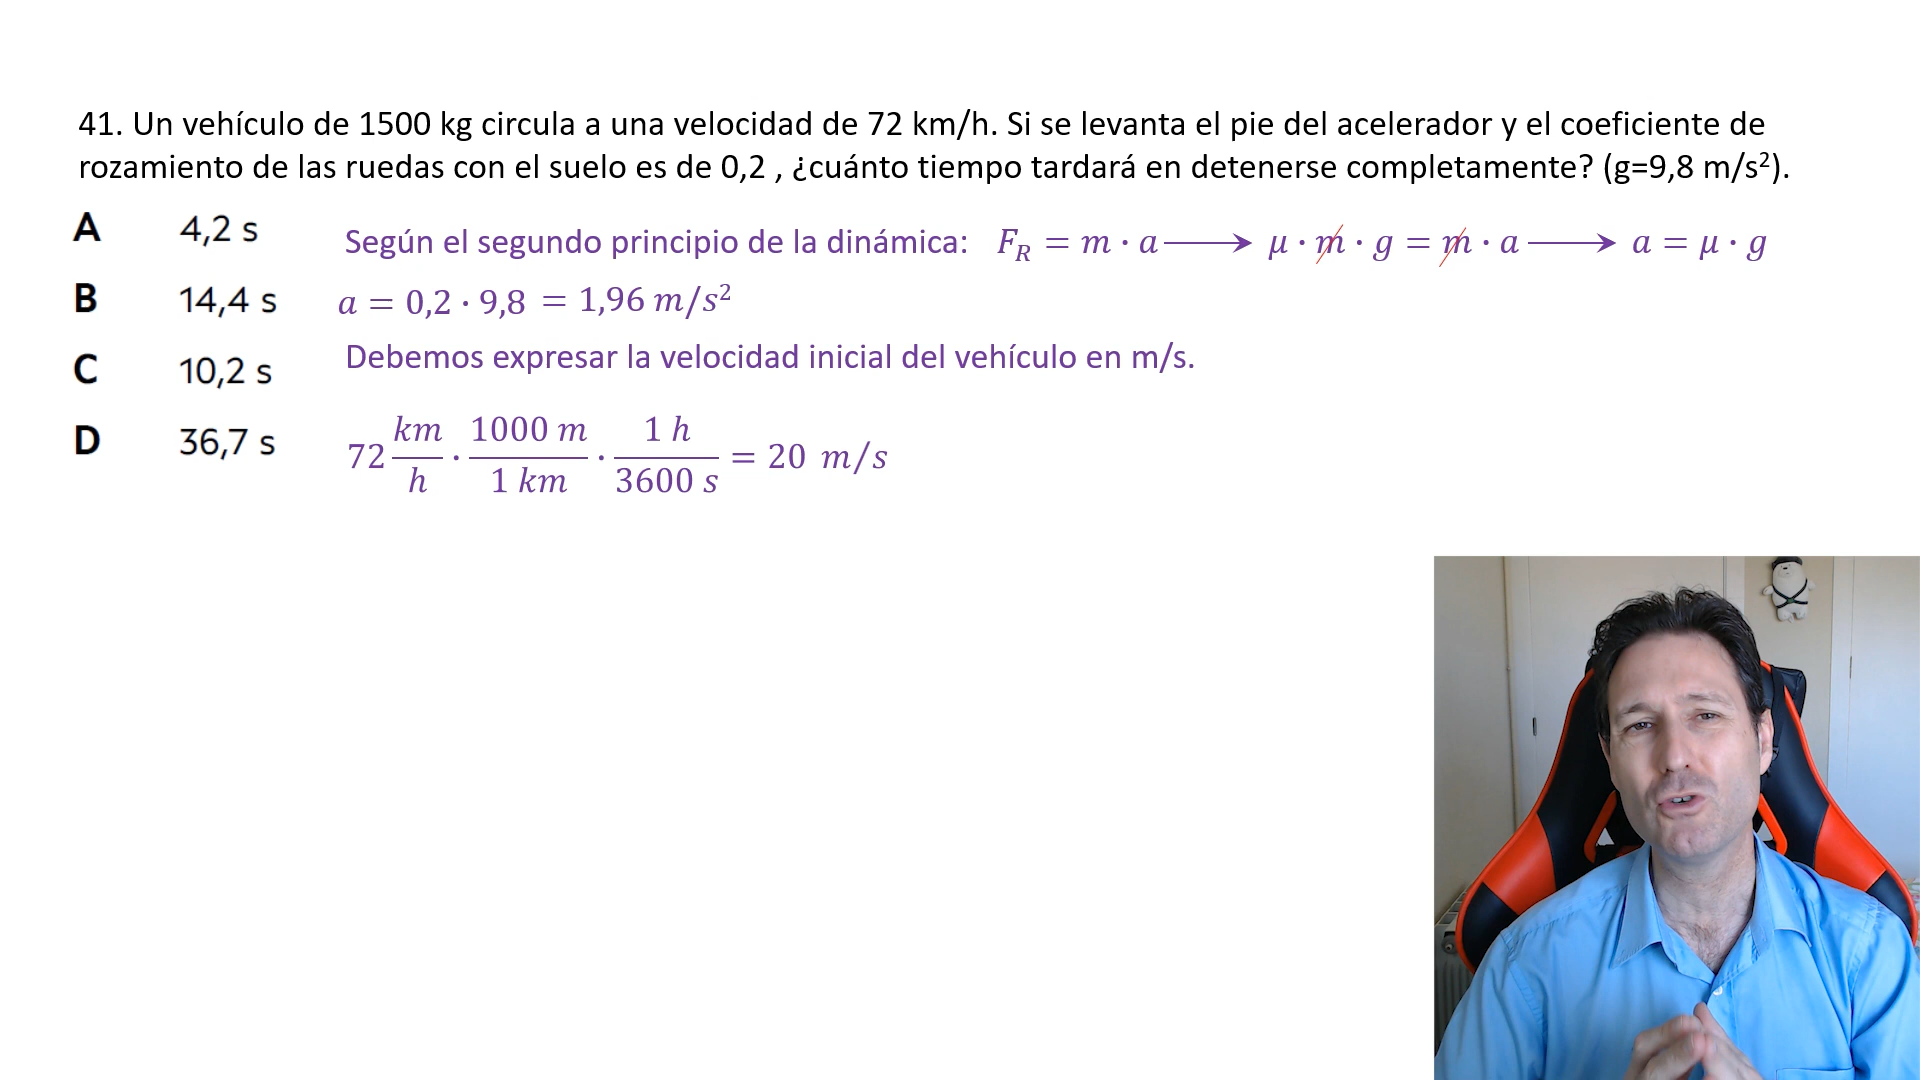 41. Un vehículo de 1500 kg circula a una velocidad de 72 km/h. Si se levanta el pie del acelerador y el coeficiente de
rozamiento de las ruedas con el suelo es de 0,2 , ¿cuánto tiempo tardará en detenerse completamente? (g=9,8 m/s²).
A 4,2 s
B 14,4 s
C 10,2 s
D 36,7 s
Según el segundo principio de la dinámica: F_R = m · a ⟶ μ · m · g = m · a ⟶ a = μ · g
a = 0,2 · 9,8 = 1,96 m/s²
Debemos expresar la velocidad inicial del vehículo en m/s.
72 km/h · 1000 m/1 km · 1 h/3600 s = 20 m/s